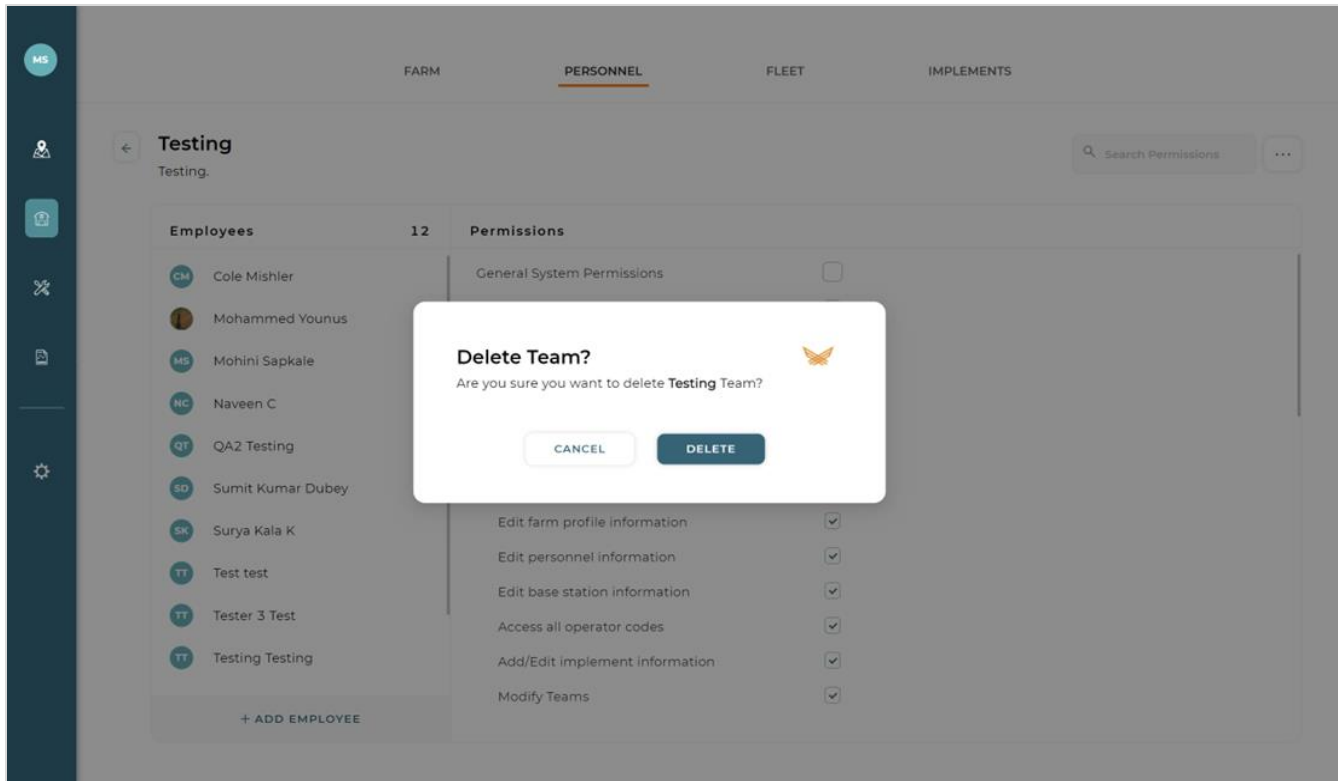 MS
FARM PERSONNEL FLEET IMPLEMENTS
Testing
Testing.
Search Permissions ...
Employees 12
CM Cole Mishler
Mohammed Younus
MS Mohini Sapkale
NC Naveen C
QT QA2 Testing
SD Sumit Kumar Dubey
SK Surya Kala K
TT Test test
TT Tester 3 Test
TT Testing Testing
+ ADD EMPLOYEE
Permissions
General System Permissions
Delete Team?
Are you sure you want to delete Testing Team?
CANCEL DELETE
Edit farm profile information
Edit personnel information
Edit base station information
Access all operator codes
Add/Edit implement information
Modify Teams